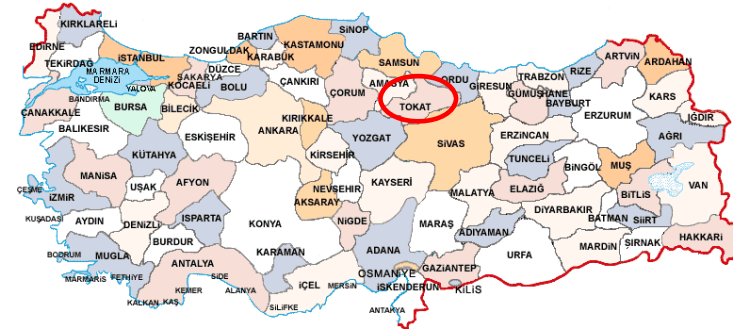 KIRKLARELİ
EDİRNE
TEKİRDAĞ
İSTANBUL
MARMARA
DENİZİ
YALOVA
KOCAELİ
SAKARYA
DÜZCE
ZONGULDAK
BARTIN
KARABÜK
KASTAMONU
SİNOP
SAMSUN
ORDU
GİRESUN
TRABZON
RİZE
ARTVİN
ARDAHAN
BANDIRMA
ÇANAKKALE
BURSA
BİLECİK
BOLU
ÇANKIRI
ÇORUM
AMASYA
TOKAT
GÜMÜŞHANE
BAYBURT
ERZURUM
KARS
IĞDIR
BALIKESIR
ESKİŞEHİR
ANKARA
KIRIKKALE
YOZGAT
SİVAS
ERZİNCAN
AĞRI
KÜTAHYA
KİRSEHİR
TUNCELİ
BİNGÖL
MUŞ
MANİSA
UŞAK
AFYON
NEVSEHIR
AKSARAY
KAYSERİ
MALATYA
ELAZIĞ
BİTLİS
VAN
ÇEŞME
İZMİR
KUŞADASI
AYDIN
DENİZLİ
ISPARTA
KONYA
NİGDE
MARAŞ
ADIYAMAN
DİYARBAKIR
BATMAN
SİİRT
ŞIRNAK
HAKKARİ
BURDUR
KARAMAN
ADANA
OSMANİYE
GAZİANTEP
URFA
MARDİN
BODRUM
MUGLA
MARMARİS
FETHİYE
ANTALYA
SİDE
KALKAN
KAŞ
KEMER
ALANYA
İÇEL
MERSİN
SİLİFKE
İSKENDERUN
KİLİS
ANTAKYA